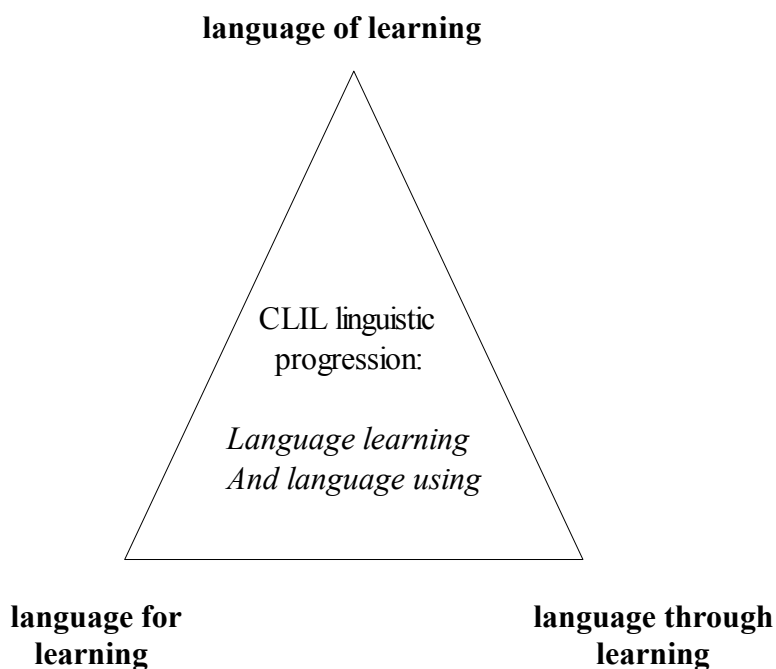 language of learning
CLIL linguistic
progression:
Language learning
And language using
language for
learning
language through
learning